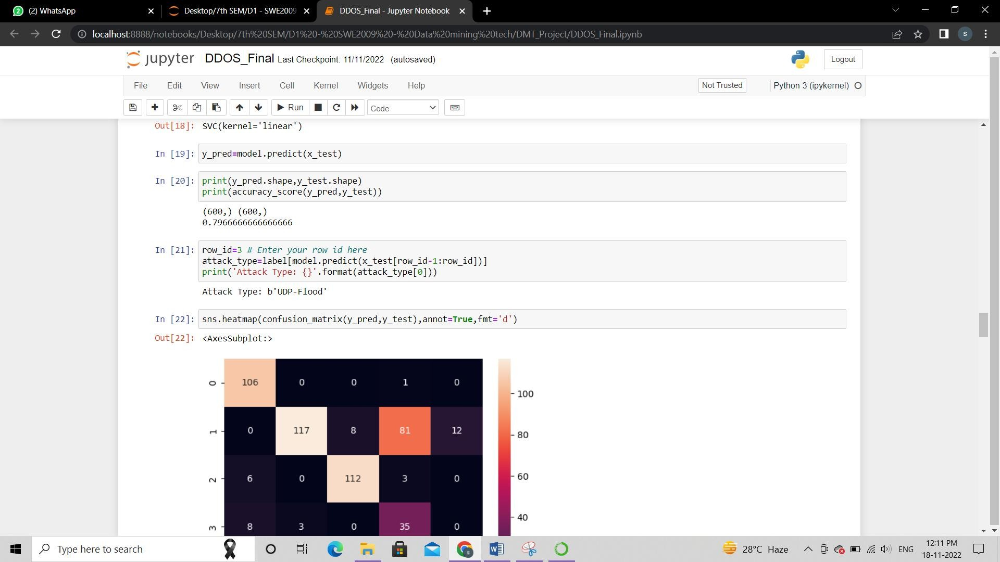 (2) WhatsApp
Desktop/7th SEM/D1 - SWE2009
DDOS_Final - Jupyter Notebook
localhost:8888/notebooks/Desktop/7th%20SEM/D1%20-%20SWE2009%20-%20Data%20mining%20tech/DMT_Project/DDOS_Final.ipynb
S
jupyter DDOS_Final Last Checkpoint: 11/11/2022 (autosaved)
Logout
File Edit View Insert Cell Kernel Widgets Help
Not Trusted
Python 3 (ipykernel)
Run
Code
Out[18]: SVC(kernel='linear')
In [19]: y_pred=model.predict(x_test)
In [20]: print(y_pred.shape,y_test.shape)
print(accuracy_score(y_pred,y_test))
(600,) (600,)
0.7966666666666666
In [21]: row_id=3 # Enter your row id here
attack_type=label[model.predict(x_test[row_id-1:row_id])]
print('Attack Type: {}'.format(attack_type[0]))
Attack Type: b'UDP-Flood'
In [22]: sns.heatmap(confusion_matrix(y_pred,y_test),annot=True,fmt='d')
Out[22]: <AxesSubplot:>
0 106 0 0 1 0
100
1 0 117 8 81 12
80
2 6 0 112 3 0
60
3 8 3 0 35 0
40
Type here to search
28°C Haze
ENG
12:11 PM
18-11-2022